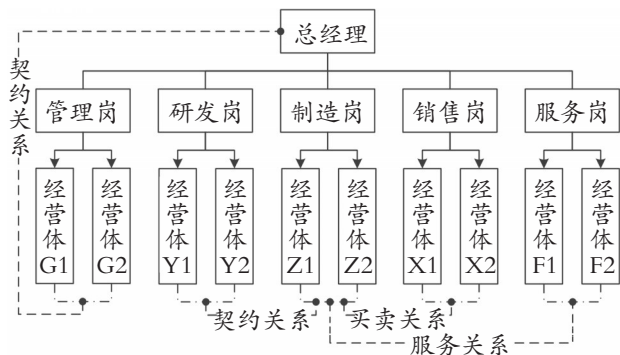 总经理
契约关系
管理岗
研发岗
制造岗
销售岗
服务岗
经营体G1
经营体G2
经营体Y1
经营体Y2
经营体Z1
经营体Z2
经营体X1
经营体X2
经营体F1
经营体F2
契约关系
买卖关系
服务关系